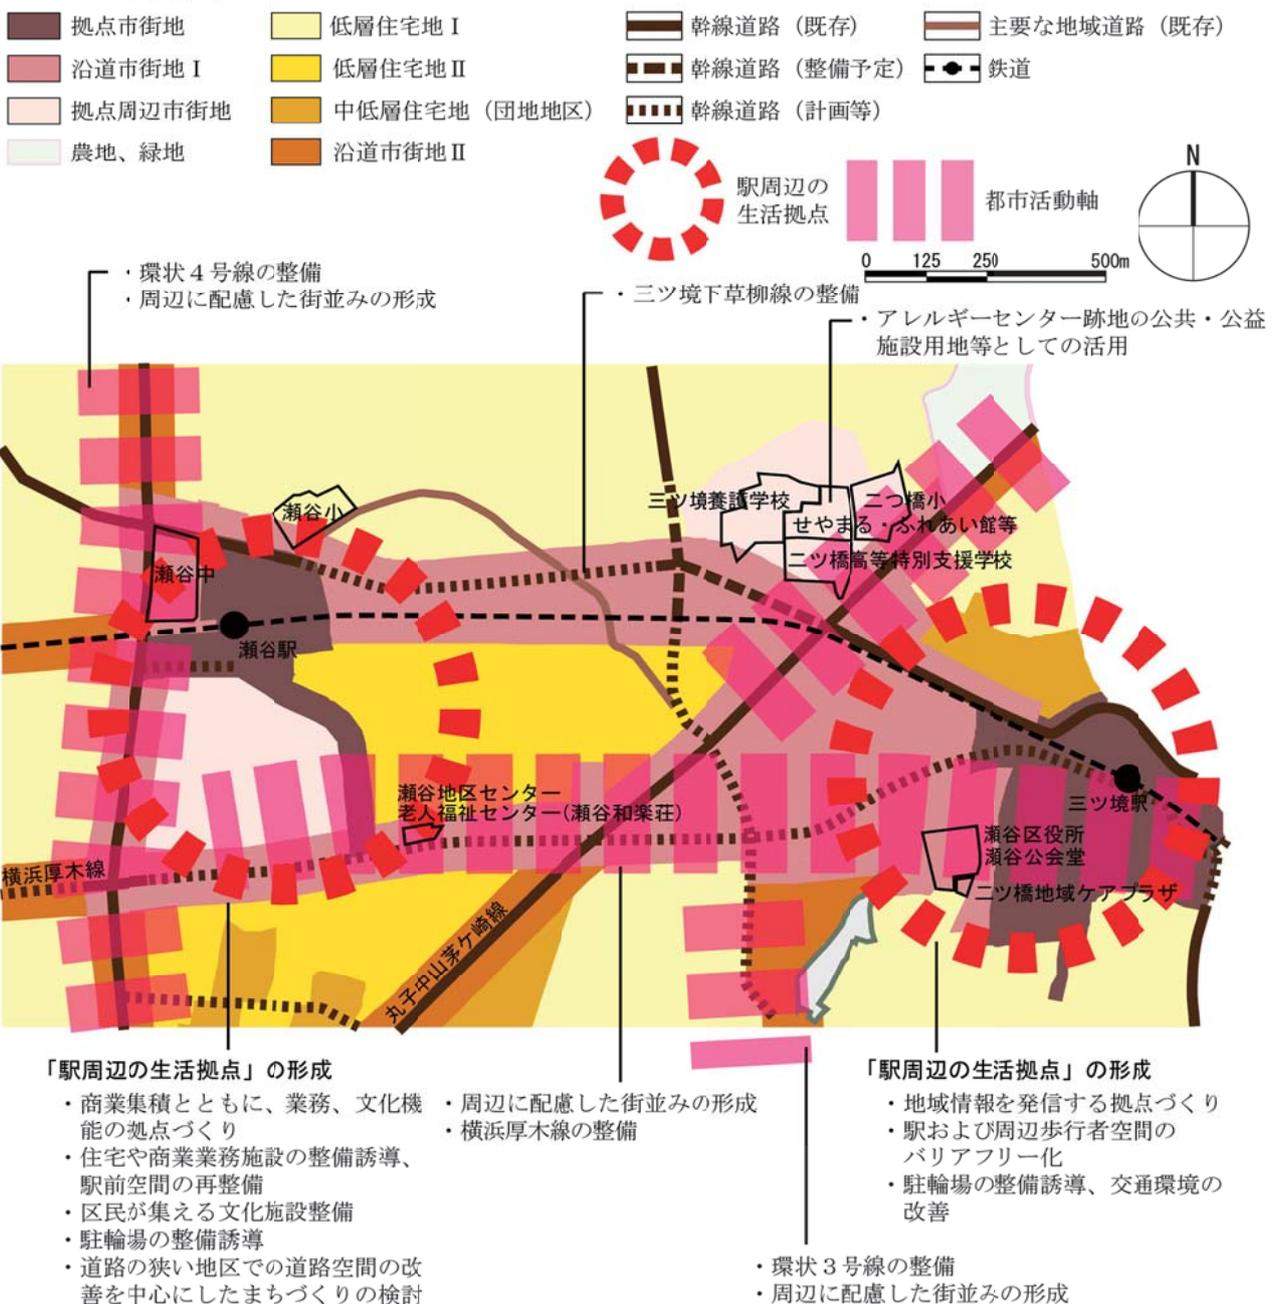 拠点市街地
沿道市街地Ⅰ
拠点周辺市街地
農地、緑地
低層住宅地Ⅰ
低層住宅地Ⅱ
中低層住宅地（団地地区）
沿道市街地Ⅱ
幹線道路（既存）
幹線道路（整備予定）
幹線道路（計画等）
主要な地域道路（既存）
鉄道
駅周辺の
生活拠点
都市活動軸
N
0 125 250 500m
・環状４号線の整備
・周辺に配慮した街並みの形成
・三ツ境下草柳線の整備
・アレルギーセンター跡地の公共・公益
施設用地等としての活用
瀬谷小
三ツ境養護学校
二つ橋小
せやまる・ふれあい館等
二ツ橋高等特別支援学校
瀬谷中
瀬谷駅
瀬谷地区センター
老人福祉センター(瀬谷和楽荘)
三ツ境駅
瀬谷区役所
瀬谷公会堂
二ツ橋地域ケアプラザ
横浜厚木線
丸子中山茅ケ崎線
「駅周辺の生活拠点」の形成
・商業集積とともに、業務、文化機
能の拠点づくり
・住宅や商業業務施設の整備誘導、
駅前空間の再整備
・区民が集える文化施設整備
・駐輪場の整備誘導
・道路の狭い地区での道路空間の改
善を中心にしたまちづくりの検討
・周辺に配慮した街並みの形成
・横浜厚木線の整備
「駅周辺の生活拠点」の形成
・地域情報を発信する拠点づくり
・駅および周辺歩行者空間の
バリアフリー化
・駐輪場の整備誘導、交通環境の
改善
・環状３号線の整備
・周辺に配慮した街並みの形成